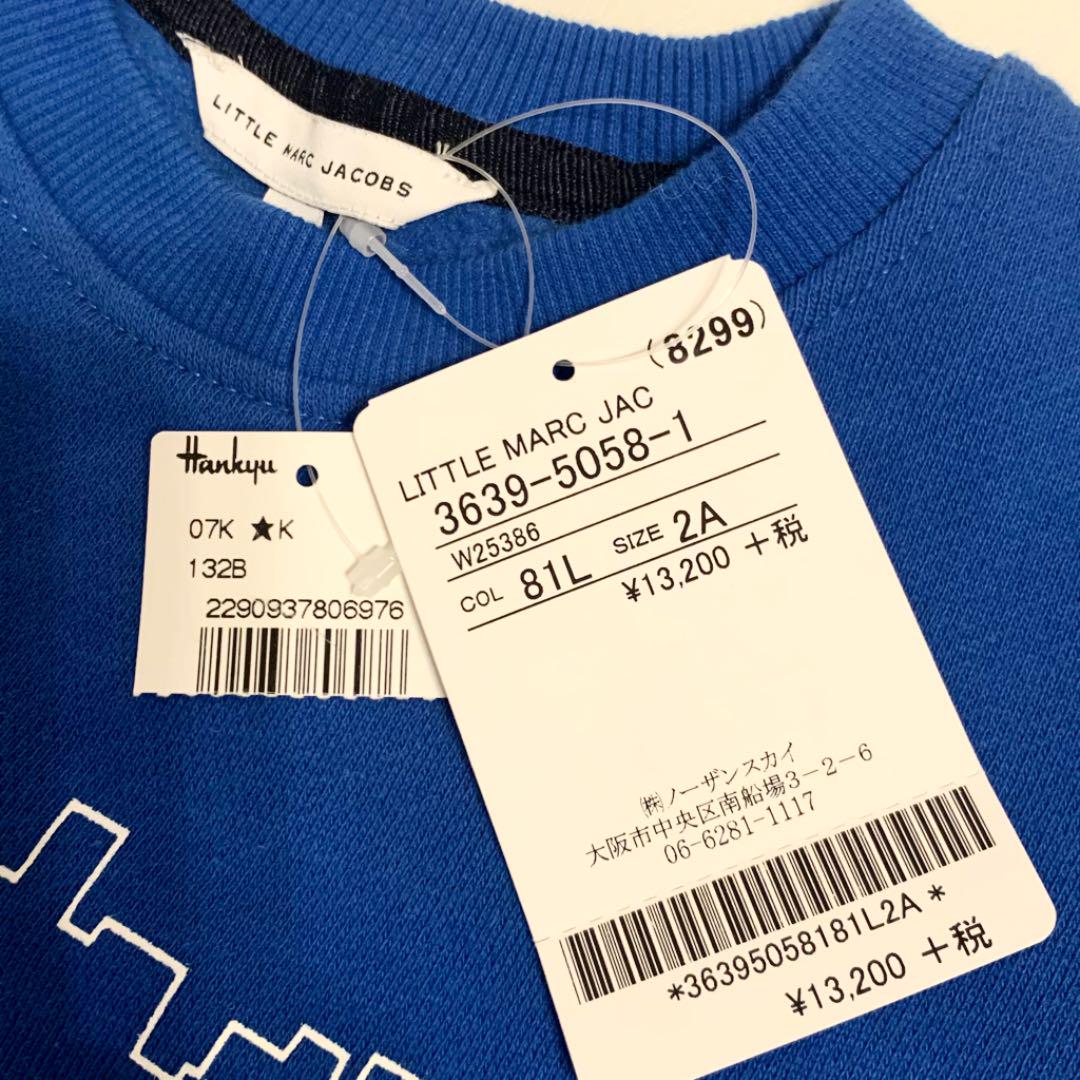 LITTLE MARC JACOBS
Hankyu
07K ★K
132B
2290937806976
(8299)
LITTLE MARC JAC
3639-5058-1
W25386
COL 81L SIZE 2A
¥13,200 +税
㈱ノーザンスカイ
大阪市中央区南船場3-2-6
06-6281-1117
*36395058181L2A*
¥13,200 +税